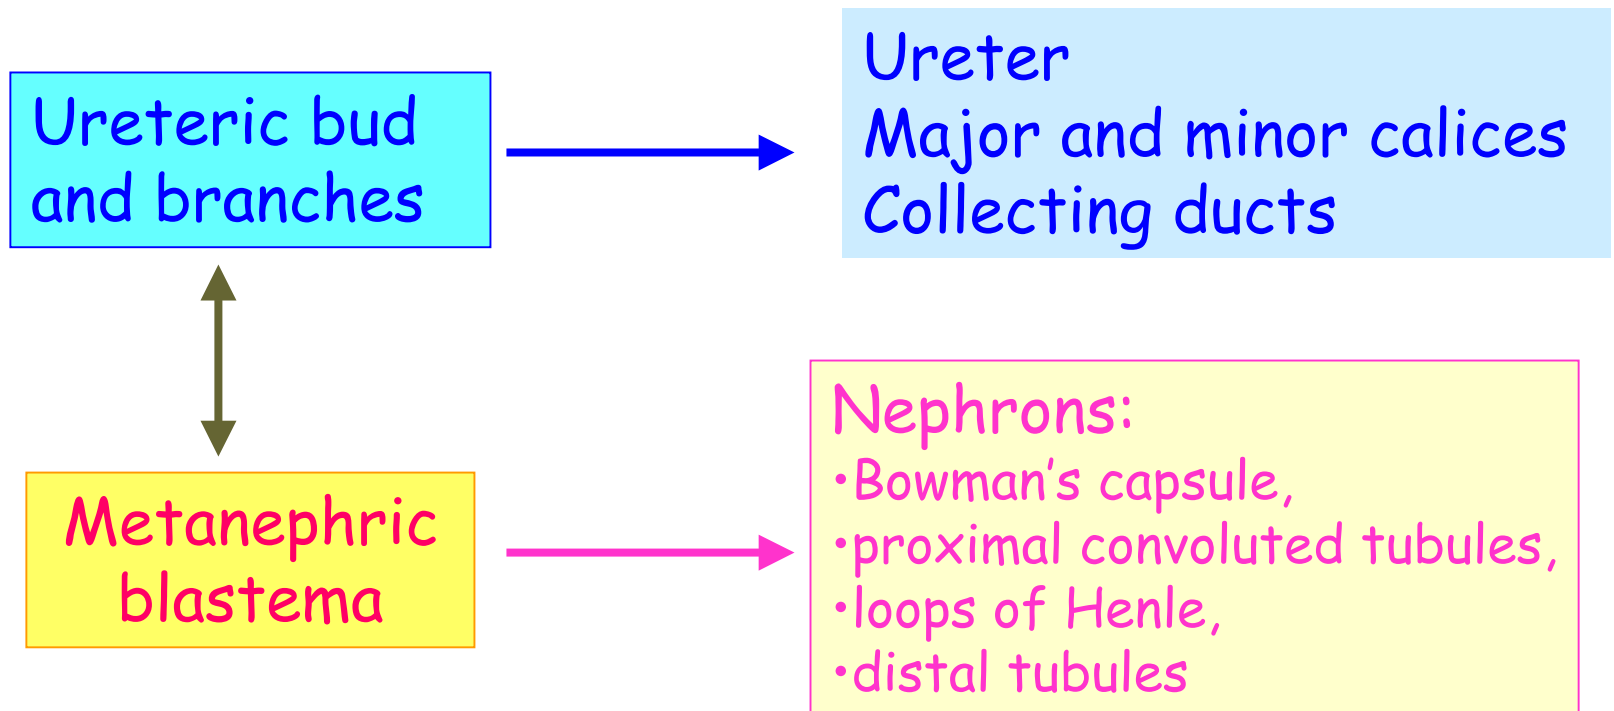 Ureteric bud
and branches
Ureter
Major and minor calices
Collecting ducts
Metanephric
blastema
Nephrons:
•Bowman’s capsule,
•proximal convoluted tubules,
•loops of Henle,
•distal tubules